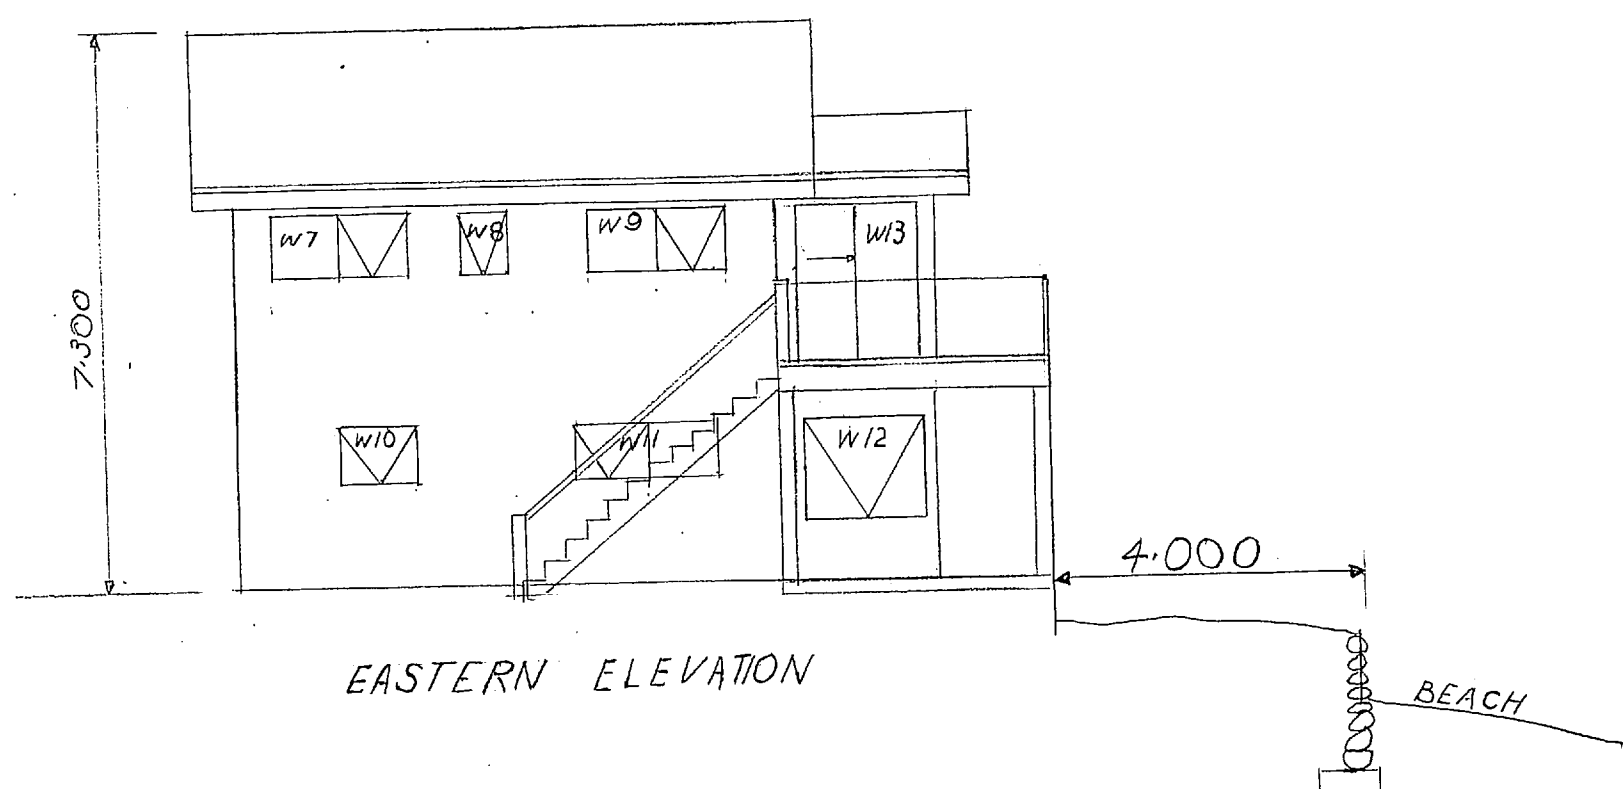 W7
W8
W9
W13
7.300
W10
W11
W12
4.000
EASTERN ELEVATION
BEACH